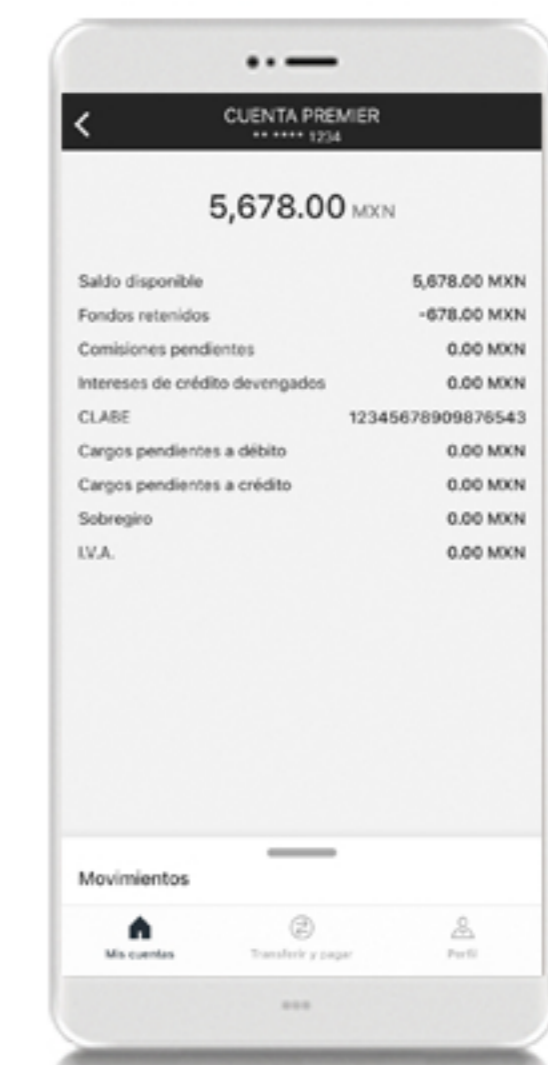 CUENTA PREMIER
** **** 1234
5,678.00 MXN
Saldo disponible 5,678.00 MXN
Fondos retenidos -678.00 MXN
Comisiones pendientes 0.00 MXN
Intereses de crédito devengados 0.00 MXN
CLABE 12345678909876543
Cargos pendientes a débito 0.00 MXN
Cargos pendientes a crédito 0.00 MXN
Sobregiro 0.00 MXN
I.V.A. 0.00 MXN
Movimientos
Mis cuentas Transferir y pagar Perfil